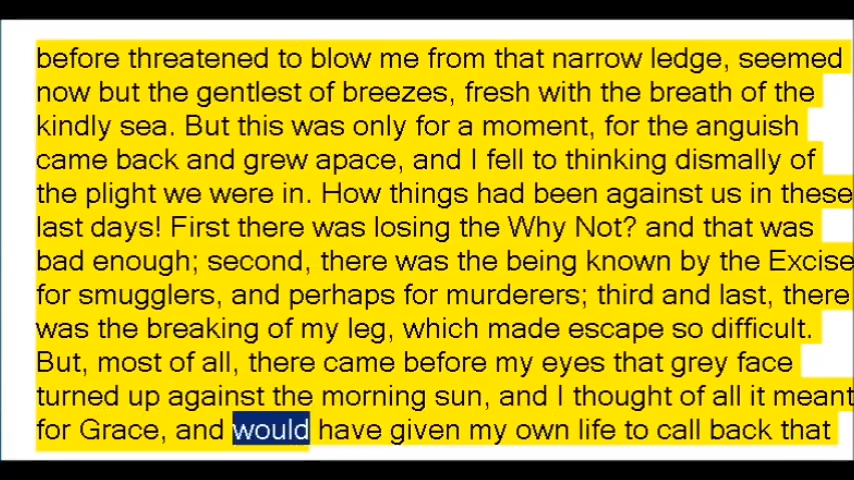 before threatened to blow me from that narrow ledge, seemed
now but the gentlest of breezes, fresh with the breath of the
kindly sea. But this was only for a moment, for the anguish
came back and grew apace, and I fell to thinking dismally of
the plight we were in. How things had been against us in these
last days! First there was losing the Why Not? and that was
bad enough; second, there was the being known by the Excise
for smugglers, and perhaps for murderers; third and last, there
was the breaking of my leg, which made escape so difficult.
But, most of all, there came before my eyes that grey face
turned up against the morning sun, and I thought of all it meant
for Grace, and would have given my own life to call back that